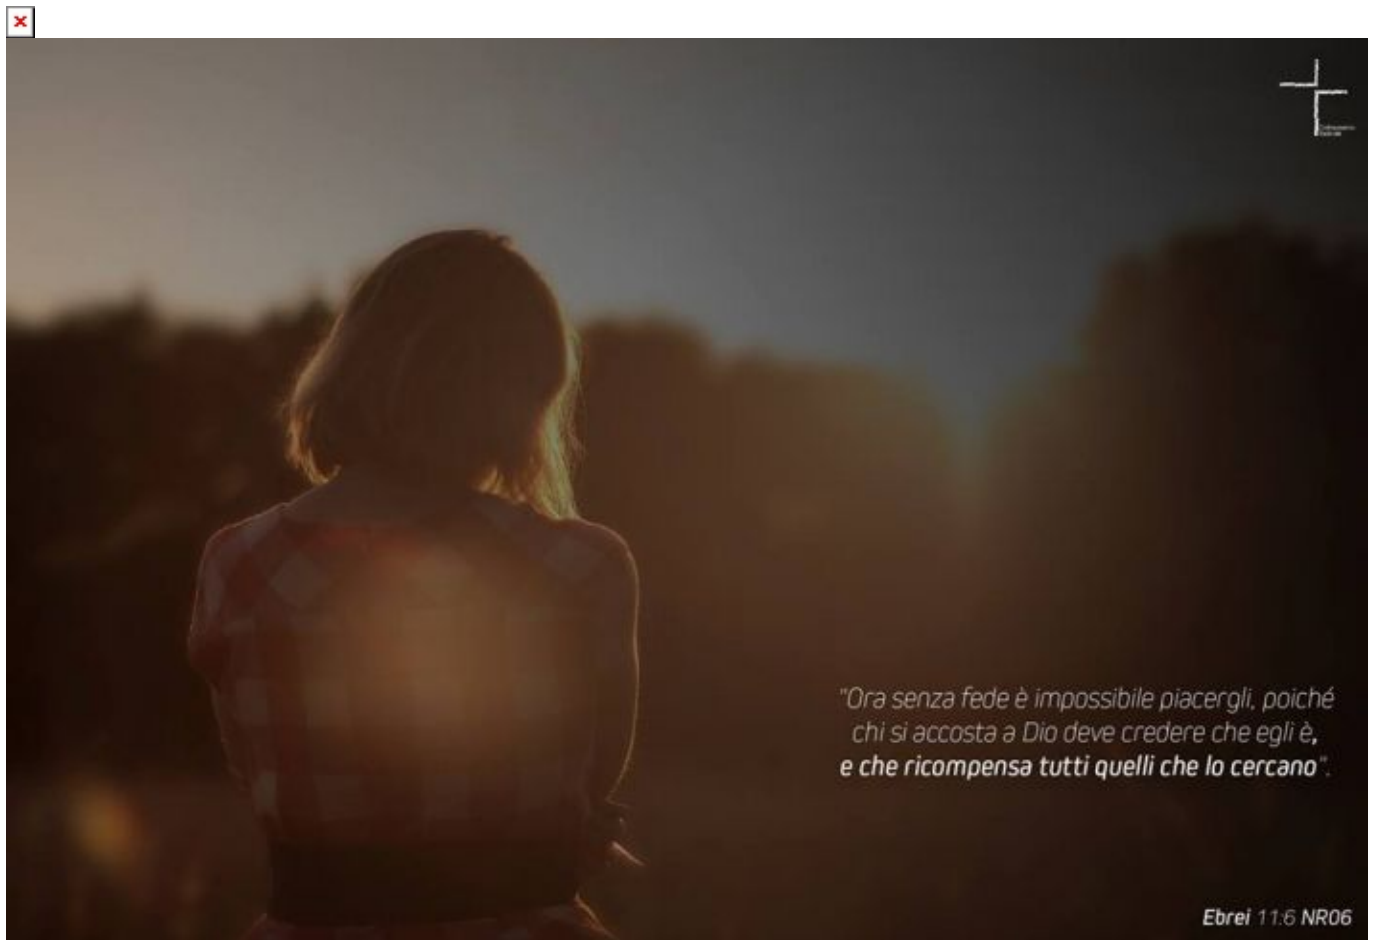 "Ora senza fede è impossibile piacergli, poiché
chi si accosta a Dio deve credere che egli è,
e che ricompensa tutti quelli che lo cercano".
Ebrei 11:6 NR06